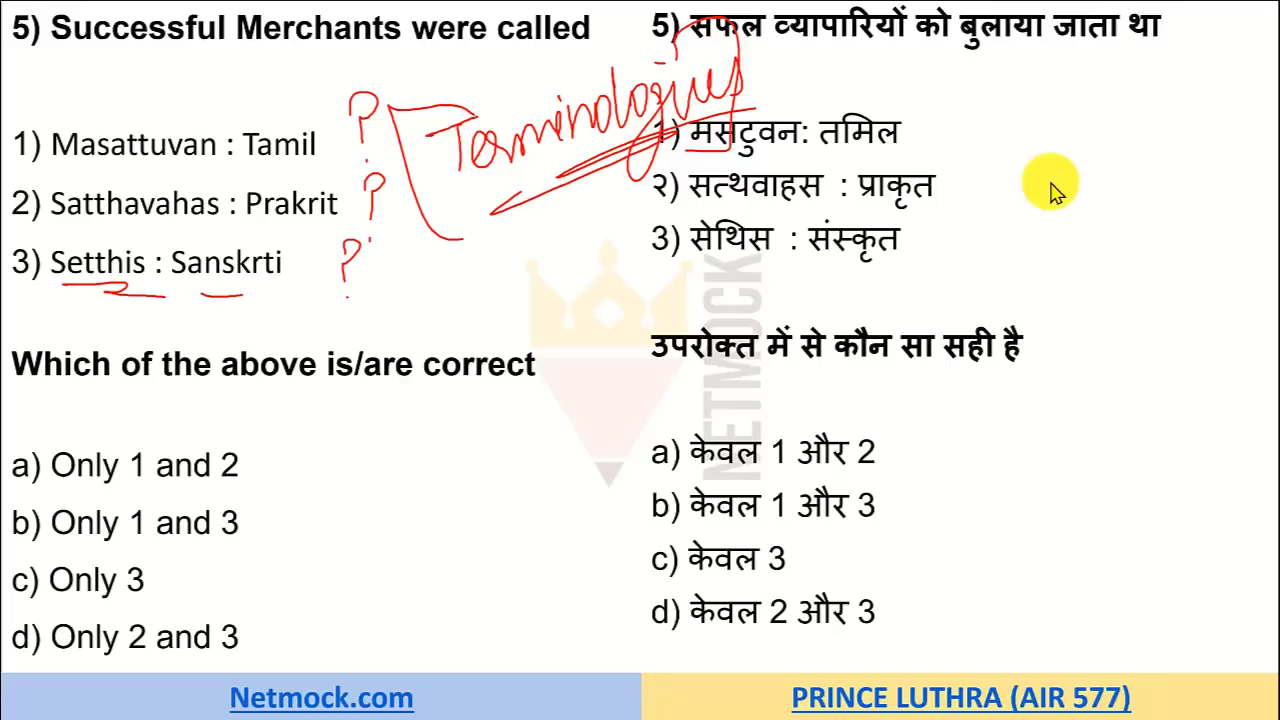 5) Successful Merchants were called
1) Masattuvan : Tamil
2) Satthavahas : Prakrit
3) Setthis : Sanskrti
Which of the above is/are correct
a) Only 1 and 2
b) Only 1 and 3
c) Only 3
d) Only 2 and 3
? ? ?
Terminologies
5) सफल व्यापारियों को बुलाया जाता था
1) मसटुवन: तमिल
२) सत्थवाहस : प्राकृत
3) सेथिस : संस्कृत
उपरोक्त में से कौन सा सही है
a) केवल 1 और 2
b) केवल 1 और 3
c) केवल 3
d) केवल 2 और 3
NETMOCK
Netmock.com
PRINCE LUTHRA (AIR 577)